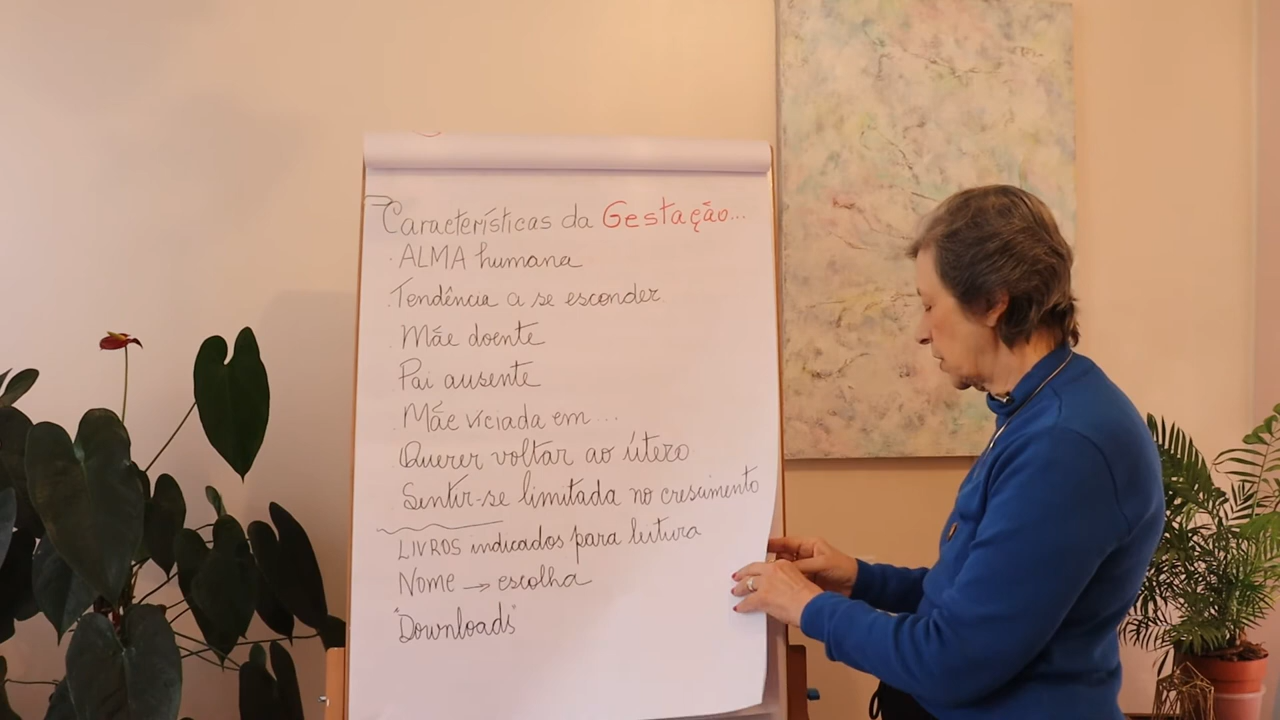 Características da Gestação...
. ALMA humana
. Tendência a se esconder
. Mãe doente
. Pai ausente
. Mãe viciada em ...
. Querer voltar ao útero
. Sentir-se limitada no crescimento
LIVROS indicados para leitura
Nome → escolha
"Downloads"